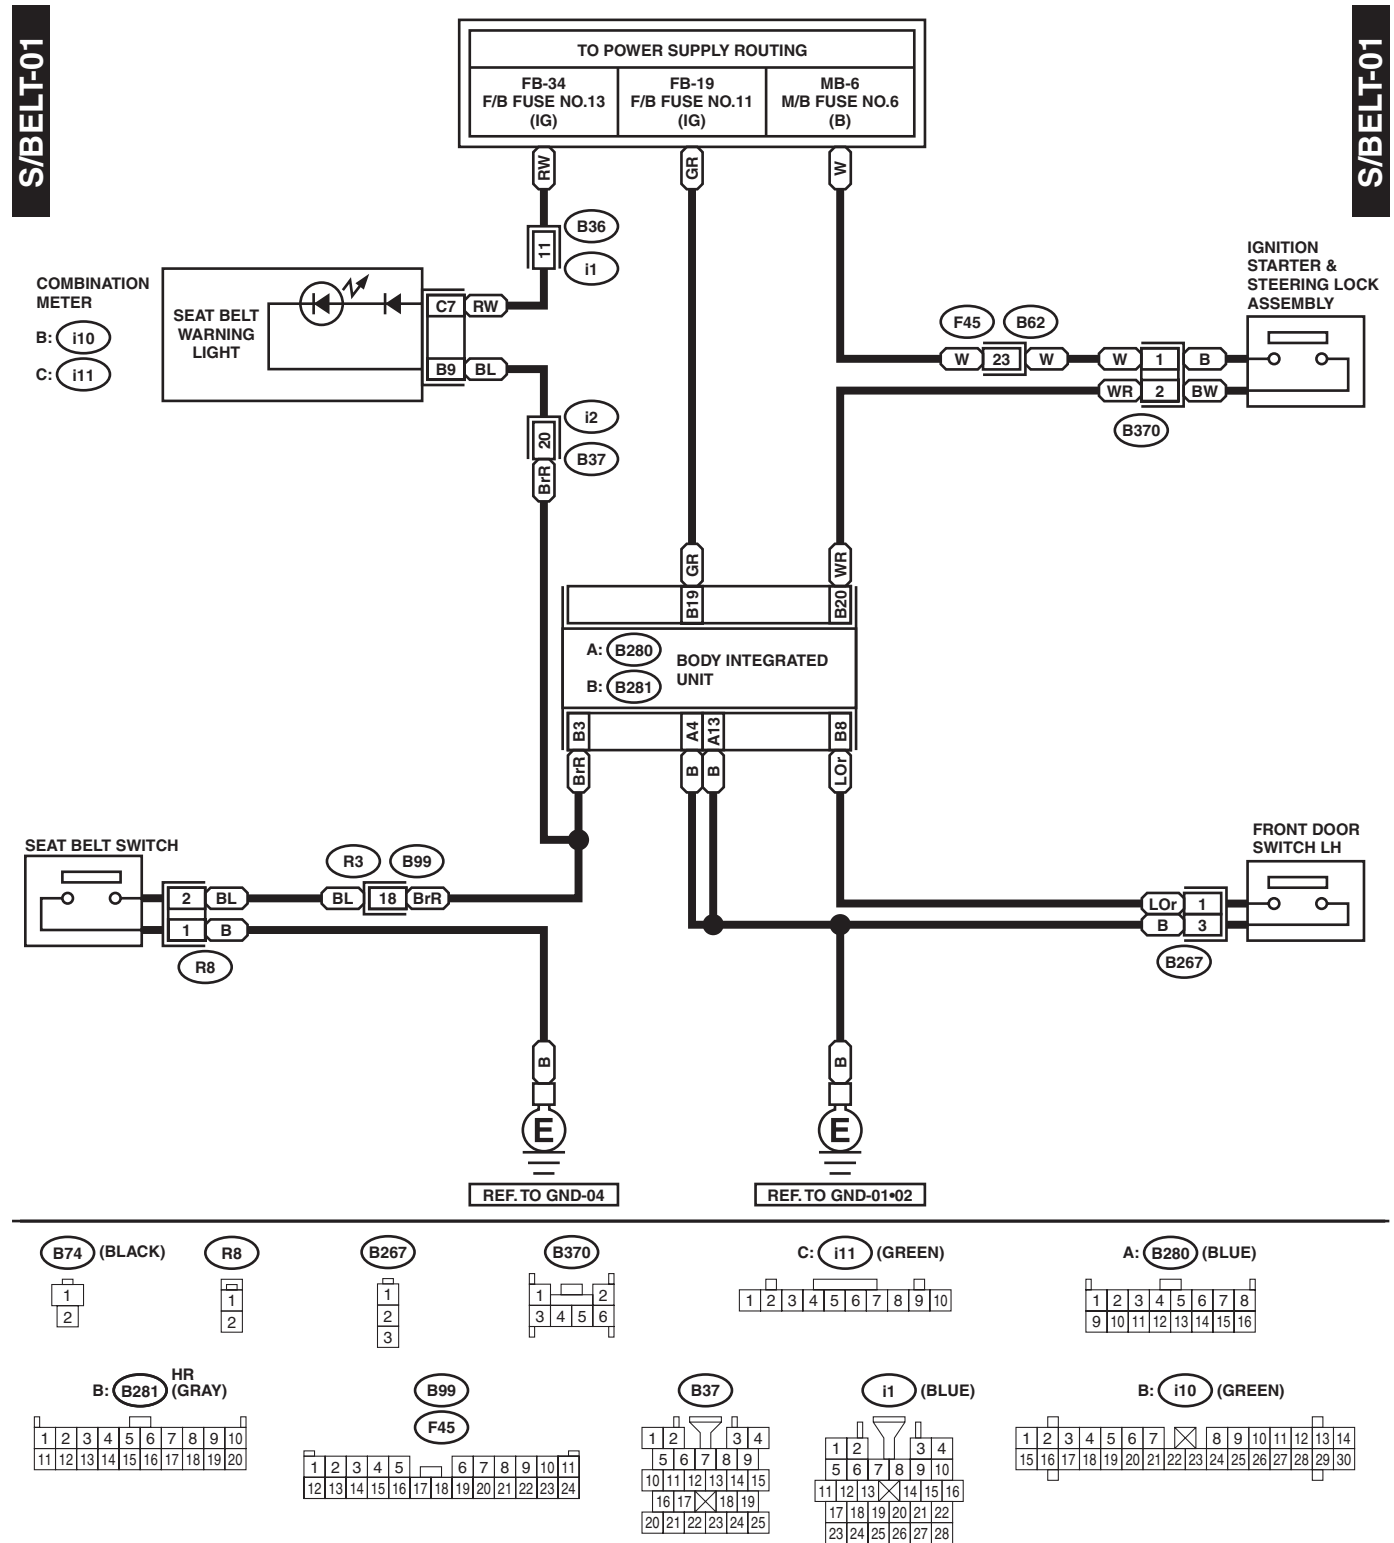 S/BELT-01
S/BELT-01
TO POWER SUPPLY ROUTING
FB-34
F/B FUSE NO.13
(IG)
FB-19
F/B FUSE NO.11
(IG)
MB-6
M/B FUSE NO.6
(B)
RW
GR
W
11
B36
i1
COMBINATION
METER
B: i10
C: i11
SEAT BELT
WARNING
LIGHT
C7 RW
B9 BL
20
i2
B37
BrR
IGNITION
STARTER &
STEERING LOCK
ASSEMBLY
F45 B62
W 23 W W 1 B
WR 2 BW
B370
GR
WR
B19
B20
A: B280
B: B281
BODY INTEGRATED
UNIT
B3
A4
A13
B8
BrR
B
B
LOr
SEAT BELT SWITCH
R3 B99
2 BL BL 18 BrR
1 B
R8
FRONT DOOR
SWITCH LH
LOr 1
B 3
B267
B
B
E
E
REF. TO GND-04
REF. TO GND-01•02
B74 (BLACK)
1
2
R8
1
2
B267
1
2
3
B370
1 2
3 4 5 6
C: i11 (GREEN)
1 2 3 4 5 6 7 8 9 10
A: B280 (BLUE)
1 2 3 4 5 6 7 8
9 10 11 12 13 14 15 16
B: B281 HR
(GRAY)
1 2 3 4 5 6 7 8 9 10
11 12 13 14 15 16 17 18 19 20
B99
F45
1 2 3 4 5 6 7 8 9 10 11
12 13 14 15 16 17 18 19 20 21 22 23 24
B37
1 2 3 4
5 6 7 8 9
10 11 12 13 14 15
16 17 18 19
20 21 22 23 24 25
i1 (BLUE)
1 2 3 4
5 6 7 8 9 10
11 12 13 14 15 16
17 18 19 20 21 22
23 24 25 26 27 28
B: i10 (GREEN)
1 2 3 4 5 6 7 8 9 10 11 12 13 14
15 16 17 18 19 20 21 22 23 24 25 26 27 28 29 30